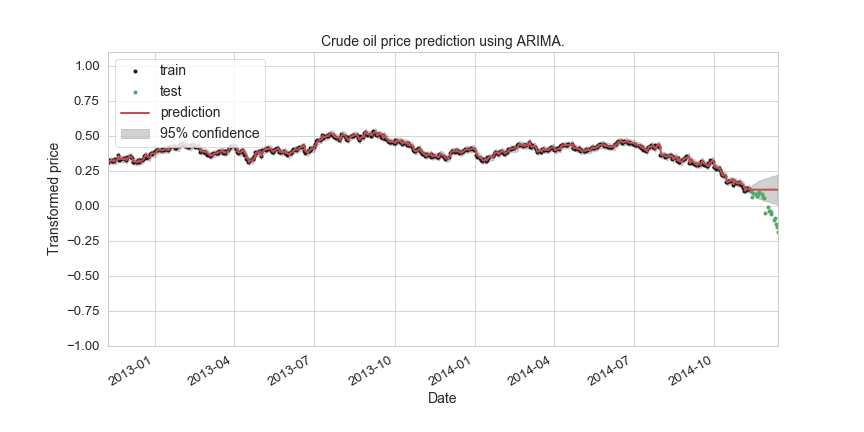 Crude oil price prediction using ARIMA.
train
test
prediction
95% confidence
1.00
0.75
0.50
0.25
0.00
−0.25
−0.50
−0.75
−1.00
Transformed price
2013-01
2013-04
2013-07
2013-10
2014-01
2014-04
2014-07
2014-10
Date